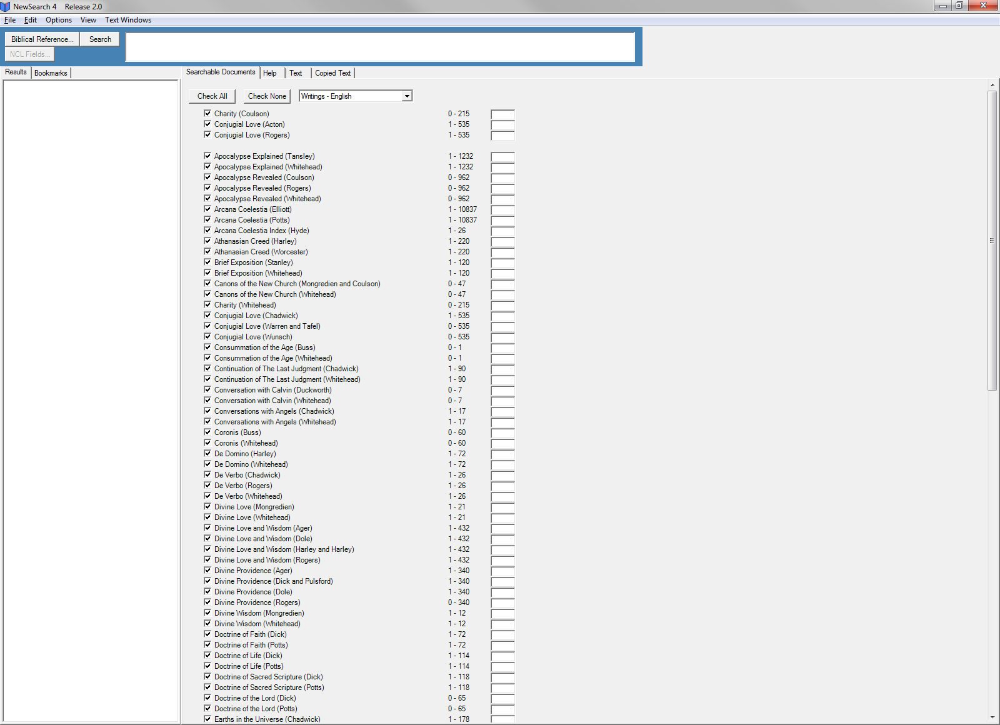 NewSearch 4    Release 2.0
File  Edit  Options  View  Text Windows
Biblical Reference...  Search
NCL Fields...
Results  Bookmarks  Searchable Documents  Help  Text  Copied Text
Check All  Check None  Writings - English
Charity (Coulson)  0 - 215
Conjugial Love (Acton)  1 - 535
Conjugial Love (Rogers)  1 - 535
Apocalypse Explained (Tansley)  1 - 1232
Apocalypse Explained (Whitehead)  1 - 1232
Apocalypse Revealed (Coulson)  0 - 962
Apocalypse Revealed (Rogers)  0 - 962
Apocalypse Revealed (Whitehead)  0 - 962
Arcana Coelestia (Elliott)  1 - 10837
Arcana Coelestia (Potts)  1 - 10837
Arcana Coelestia Index (Hyde)  1 - 26
Athanasian Creed (Harley)  1 - 220
Athanasian Creed (Worcester)  1 - 220
Brief Exposition (Stanley)  1 - 120
Brief Exposition (Whitehead)  1 - 120
Canons of the New Church (Mongredien and Coulson)  0 - 47
Canons of the New Church (Whitehead)  0 - 47
Charity (Whitehead)  0 - 215
Conjugial Love (Chadwick)  1 - 535
Conjugial Love (Warren and Tafel)  0 - 535
Conjugial Love (Wunsch)  0 - 535
Consummation of the Age (Buss)  0 - 1
Consummation of the Age (Whitehead)  0 - 1
Continuation of The Last Judgment (Chadwick)  1 - 90
Continuation of The Last Judgment (Whitehead)  1 - 90
Conversation with Calvin (Duckworth)  0 - 7
Conversation with Calvin (Whitehead)  0 - 7
Conversations with Angels (Chadwick)  1 - 17
Conversations with Angels (Whitehead)  1 - 17
Coronis (Buss)  0 - 60
Coronis (Whitehead)  0 - 60
De Domino (Harley)  1 - 72
De Domino (Whitehead)  1 - 72
De Verbo (Chadwick)  1 - 26
De Verbo (Rogers)  1 - 26
De Verbo (Whitehead)  1 - 26
Divine Love (Mongredien)  1 - 21
Divine Love (Whitehead)  1 - 21
Divine Love and Wisdom (Ager)  1 - 432
Divine Love and Wisdom (Dole)  1 - 432
Divine Love and Wisdom (Harley and Harley)  1 - 432
Divine Love and Wisdom (Rogers)  1 - 432
Divine Providence (Ager)  1 - 340
Divine Providence (Dick and Pulsford)  1 - 340
Divine Providence (Dole)  1 - 340
Divine Providence (Rogers)  0 - 340
Divine Wisdom (Mongredien)  1 - 12
Divine Wisdom (Whitehead)  1 - 12
Doctrine of Faith (Dick)  1 - 72
Doctrine of Faith (Potts)  1 - 72
Doctrine of Life (Dick)  1 - 114
Doctrine of Life (Potts)  1 - 114
Doctrine of Sacred Scripture (Dick)  1 - 118
Doctrine of Sacred Scripture (Potts)  1 - 118
Doctrine of the Lord (Dick)  0 - 65
Doctrine of the Lord (Potts)  0 - 65
Earths in the Universe (Chadwick)  1 - 178